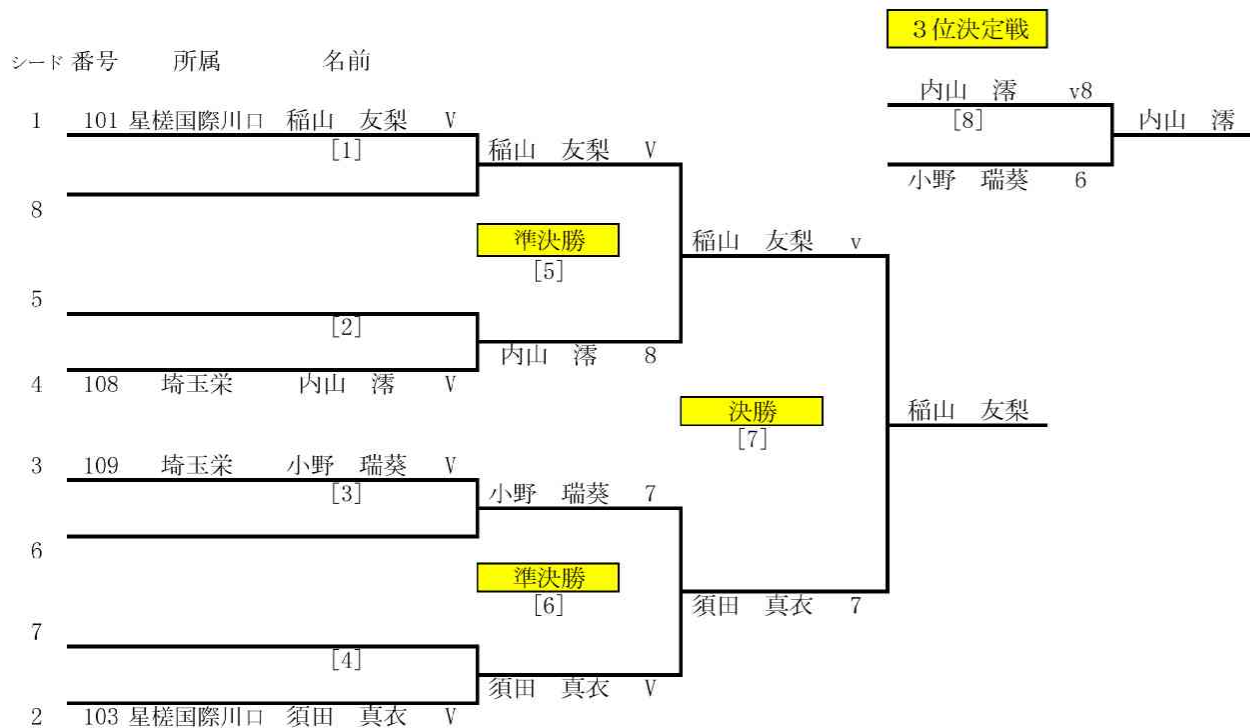 3位決定戦
シード 番号 所属 名前
内山 澪 v8
1 101 星槎国際川口 稲山 友梨 V
[8] 内山 澪
[1] 稲山 友梨 V
小野 瑞葵 6
8
準決勝 稲山 友梨 v
[5]
5
[2]
内山 澪 8
4 108 埼玉栄 内山 澪 V
決勝 稲山 友梨
[7]
3 109 埼玉栄 小野 瑞葵 V
[3] 小野 瑞葵 7
6
準決勝
[6] 須田 真衣 7
7
[4]
須田 真衣 V
2 103 星槎国際川口 須田 真衣 V